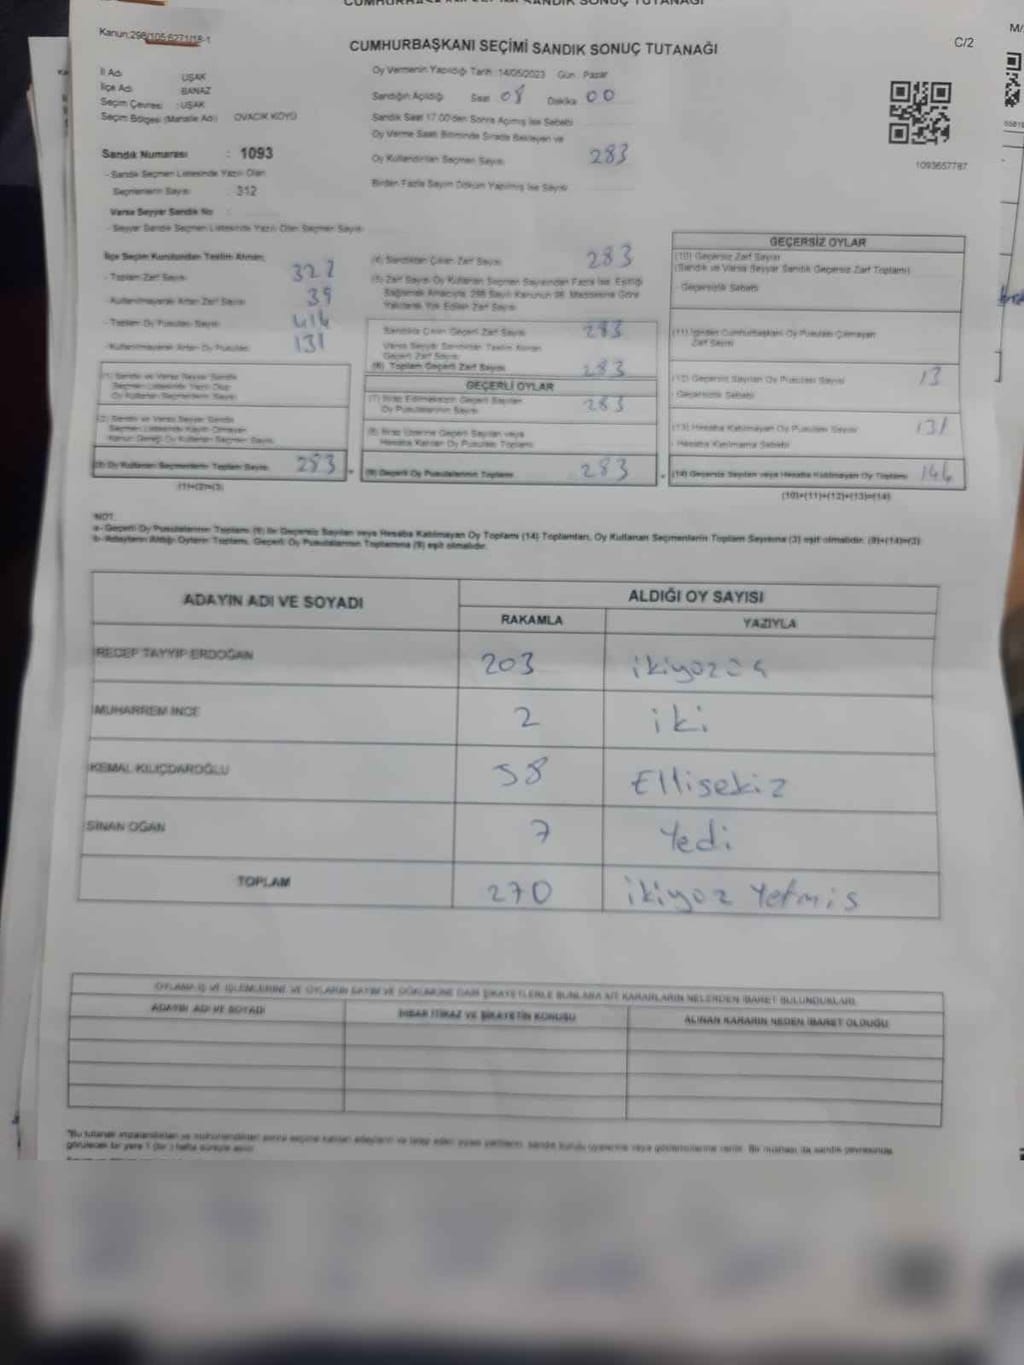 CUMHURBAŞKANI SEÇİMİ SANDIK SONUÇ TUTANAĞI
C/2
Kanun:298/105;6271/18-1
İl Adı USAK
İlçe Adı BANAZ
Seçim Çevresi :USAK
Seçim Bölgesi (Mahalle Adı) OVACIK KÖYÜ
Sandık Numarası : 1093
- Sandık Seçmen Listesinde Yazılı Olan
Seçmenlerin Sayısı : 312
Varsa Seyyar Sandık No :
- Seyyar Sandık Seçmen Listesinde Yazılı Olan Seçmen Sayısı
Oy Vermenin Yapıldığı Tarih :14/05/2023 Gün Pazar
Sandığın Açıldığı Saat 08 Dakika 00
Sandık Saat 17.00'den Sonra Açılmış İse Sebebi
Oy Verme Saati Bitiminde Sırada Bekleyen ve
Oy Kullandırılan Seçmen Sayısı 283
Birden Fazla Sayım Döküm Yapılmış İse Sayısı
1093657787
İlçe Seçim Kurulundan Teslim Alınan;
- Toplam Zarf Sayısı 322
- Kullanılmayarak Artan Zarf Sayısı 39
- Toplam Oy Pusulası Sayısı 414
- Kullanılmayarak Artan Oy Pusulası 131
(1) Sandık ve Varsa Seyyar Sandık
Seçmen Listesinde Yazılı Olan
Oy Kullanan Seçmenlerin Sayısı
(2) Sandık ve Varsa Seyyar Sandık
Seçmen Listesinde Kayıtlı Olmayan
Kanun Gereği Oy Kullanan Seçmen Sayısı
(3) Oy Kullanan Seçmenlerin Toplam Sayısı 283
(1)+(2)=(3)
(4) Sandıktan Çıkan Zarf Sayısı 283
(5) Zarf Sayısı Oy Kullanan Seçmen Sayısından Fazla İse, Eşitliği
Sağlamak Amacıyla, 298 Sayılı Kanunun 98. Maddesine Göre
Yakılarak Yok Edilen Zarf Sayısı
Sandıkta Çıkan Geçerli Zarf Sayısı 283
Varsa Seyyar Sandıktan Teslim Alınan
Geçerli Zarf Sayısı
(6) Toplam Geçerli Zarf Sayısı 283
GEÇERLİ OYLAR
(7) İtiraz Edilmeksizin Geçerli Sayılan
Oy Pusulalarının Sayısı 283
(8) İtiraz Üzerine Geçerli Sayılan veya
Hesaba Katılan Oy Pusulası Toplamı
(9) Geçerli Oy Pusulalarının Toplamı 283
GEÇERSİZ OYLAR
(10) Geçersiz Zarf Sayısı
(Sandık ve Varsa Seyyar Sandık Geçersiz Zarf Toplamı)
- Geçersizlik Sebebi
(11) İçinden Cumhurbaşkanı Oy Pusulası Çıkmayan
Zarf Sayısı
(12) Geçersiz Sayılan Oy Pusulası Sayısı 13
- Geçersizlik Sebebi
(13) Hesaba Katılmayan Oy Pusulası Sayısı 131
- Hesaba Katılmama Sebebi
(14) Geçersiz Sayılan veya Hesaba Katılmayan Oy Toplamı 144
(10)+(11)+(12)+(13)=(14)
NOT:
a- Geçerli Oy Pusulalarının Toplamı (9) ile Geçersiz Sayılan veya Hesaba Katılmayan Oy Toplamı (14) Toplamları, Oy Kullanan Seçmenlerin Toplam Sayısına (3) eşit olmalıdır. (9)+(14)=(3)
b- Adayların Aldığı Oyların Toplamı, Geçerli Oy Pusulalarının Toplamına (9) eşit olmalıdır.
ADAYIN ADI VE SOYADI ALDIĞI OY SAYISI
RAKAMLA YAZIYLA
RECEP TAYYİP ERDOĞAN 203
MUHARREM İNCE 2 iki
KEMAL KILIÇDAROĞLU 58 Ellisekiz
SİNAN OĞAN 7 Yedi
TOPLAM 270 ikiyoz Yetmis
OYLAMA İŞ VE İŞLEMLERİNE VE OYLARIN SAYIM VE DÖKÜMÜNE DAİR ŞİKAYETLERLE BUNLARA AİT KARARLARIN NELERDEN İBARET BULUNDUKLARI
ADAYIN ADI VE SOYADI İHBAR İTİRAZ VE ŞİKAYETİN KONUSU ALINAN KARARIN NEDEN İBARET OLDUĞU